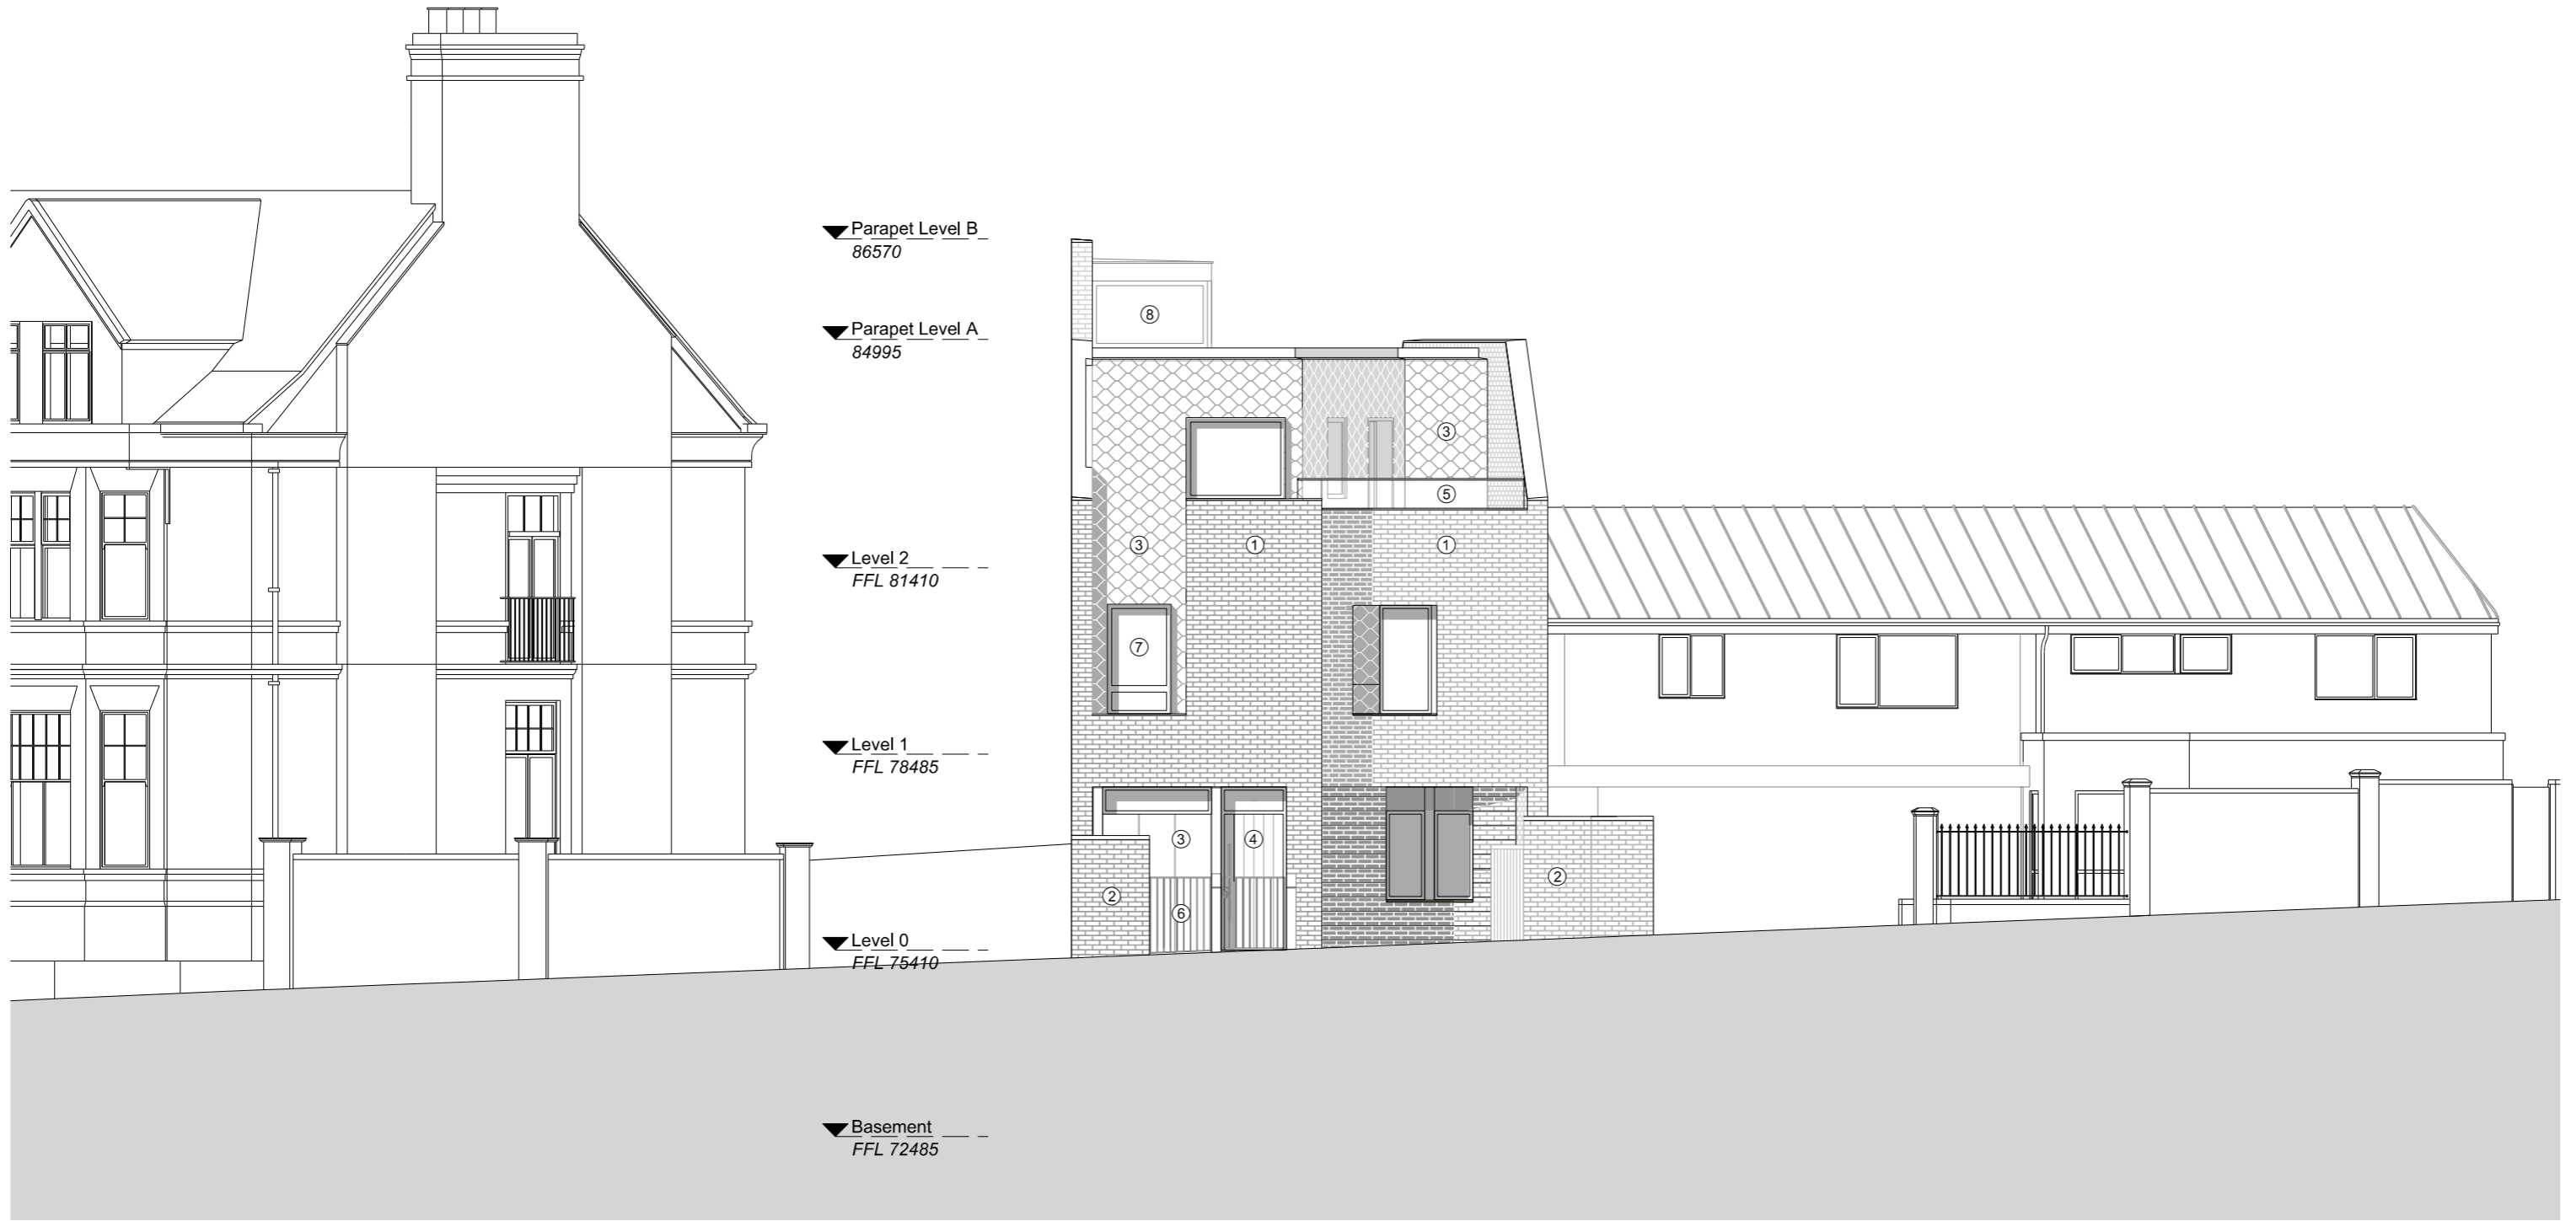 Parapet Level B
86570
Parapet Level A
84995
8
3
5
3
1
1
Level 2
FFL 81410
7
Level 1
FFL 78485
3
4
2
2
6
Level 0
FFL 75410
Basement
FFL 72485